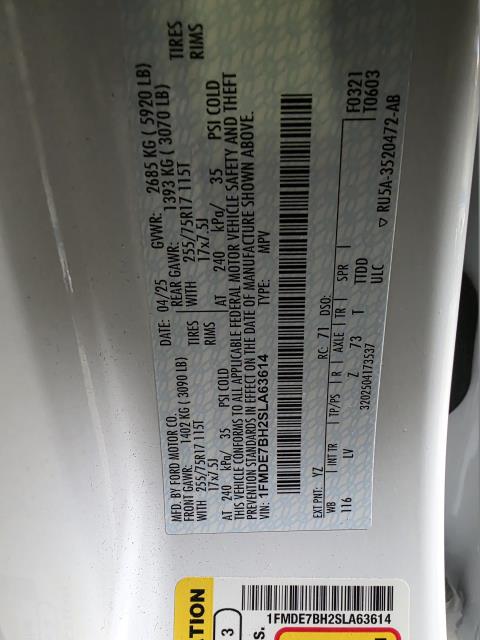 MFD. BY FORD MOTOR CO. DATE: 04/25 GVWR: 2685 KG ( 5920 LB)
FRONT GAWR: 1402 KG ( 3090 LB) REAR GAWR: 1393 KG ( 3070 LB)
WITH 255/75R17 115T TIRES WITH 255/75R17 115T TIRES
17x7.5J RIMS 17x7.5J RIMS
AT 240 kPa/ 35 PSI COLD AT 240 kPa/ 35 PSI COLD
THIS VEHICLE CONFORMS TO ALL APPLICABLE FEDERAL MOTOR VEHICLE SAFETY AND THEFT
PREVENTION STANDARDS IN EFFECT ON THE DATE OF MANUFACTURE SHOWN ABOVE.
VIN: 1FMDE7BH2SLA63614 TYPE: MPV
EXT PNT: YZ RC: 71 DSO: F0321
WB INT TR TP/PS R AXLE TR SPR T0603
116 LV Z 73 T TTDD
ULC
3202504173537
RU5A-3520472-AB
ATION
3
S.
1FMDE7BH2SLA63614